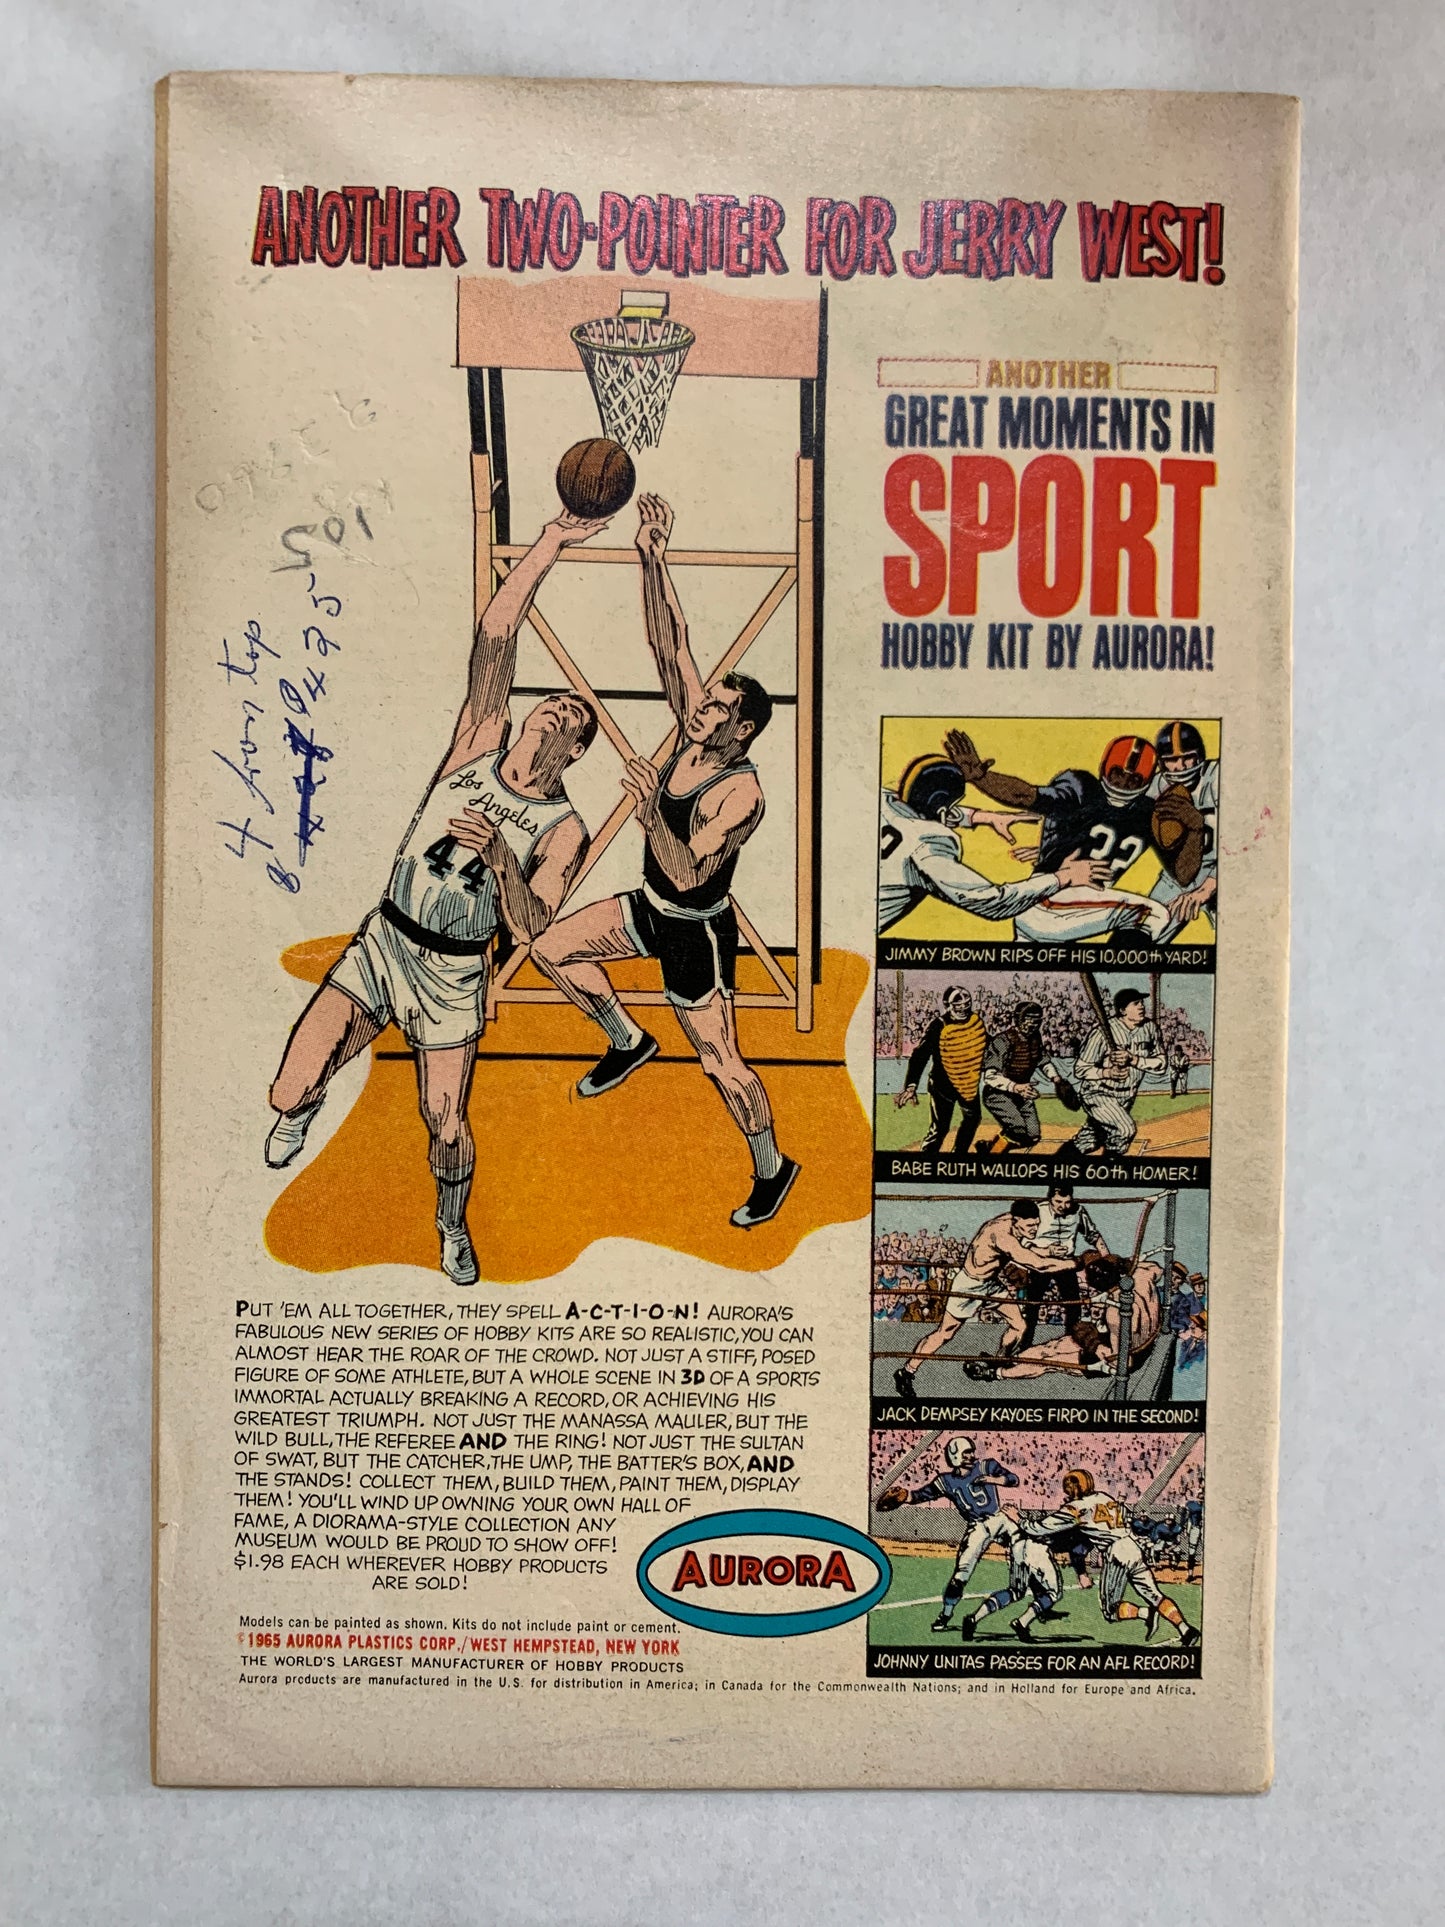 ANOTHER TWO-POINTER FOR JERRY WEST!
ANOTHER
GREAT MOMENTS IN
SPORT
HOBBY KIT BY AURORA!
4 from top
425
Los
Angeles
44
32
JIMMY BROWN RIPS OFF HIS 10,000th YARD!
NEW YO
BABE RUTH WALLOPS HIS 60th HOMER!
JACK DEMPSEY KAYOES FIRPO IN THE SECOND!
15
47
JOHNNY UNITAS PASSES FOR AN AFL RECORD!
PUT 'EM ALL TOGETHER, THEY SPELL A-C-T-I-O-N! AURORA'S
FABULOUS NEW SERIES OF HOBBY KITS ARE SO REALISTIC, YOU CAN
ALMOST HEAR THE ROAR OF THE CROWD. NOT JUST A STIFF, POSED
FIGURE OF SOME ATHLETE, BUT A WHOLE SCENE IN 3D OF A SPORTS
IMMORTAL ACTUALLY BREAKING A RECORD, OR ACHIEVING HIS
GREATEST TRIUMPH. NOT JUST THE MANASSA MAULER, BUT THE
WILD BULL, THE REFEREE AND THE RING! NOT JUST THE SULTAN
OF SWAT, BUT THE CATCHER, THE UMP, THE BATTER'S BOX, AND
THE STANDS! COLLECT THEM, BUILD THEM, PAINT THEM, DISPLAY
THEM! YOU'LL WIND UP OWNING YOUR OWN HALL OF
FAME, A DIORAMA-STYLE COLLECTION ANY
MUSEUM WOULD BE PROUD TO SHOW OFF!
$1.98 EACH WHEREVER HOBBY PRODUCTS
ARE SOLD!
AURORA
Models can be painted as shown. Kits do not include paint or cement.
©1965 AURORA PLASTICS CORP./WEST HEMPSTEAD, NEW YORK
THE WORLD'S LARGEST MANUFACTURER OF HOBBY PRODUCTS
Aurora products are manufactured in the U.S. for distribution in America; in Canada for the Commonwealth Nations; and in Holland for Europe and Africa.